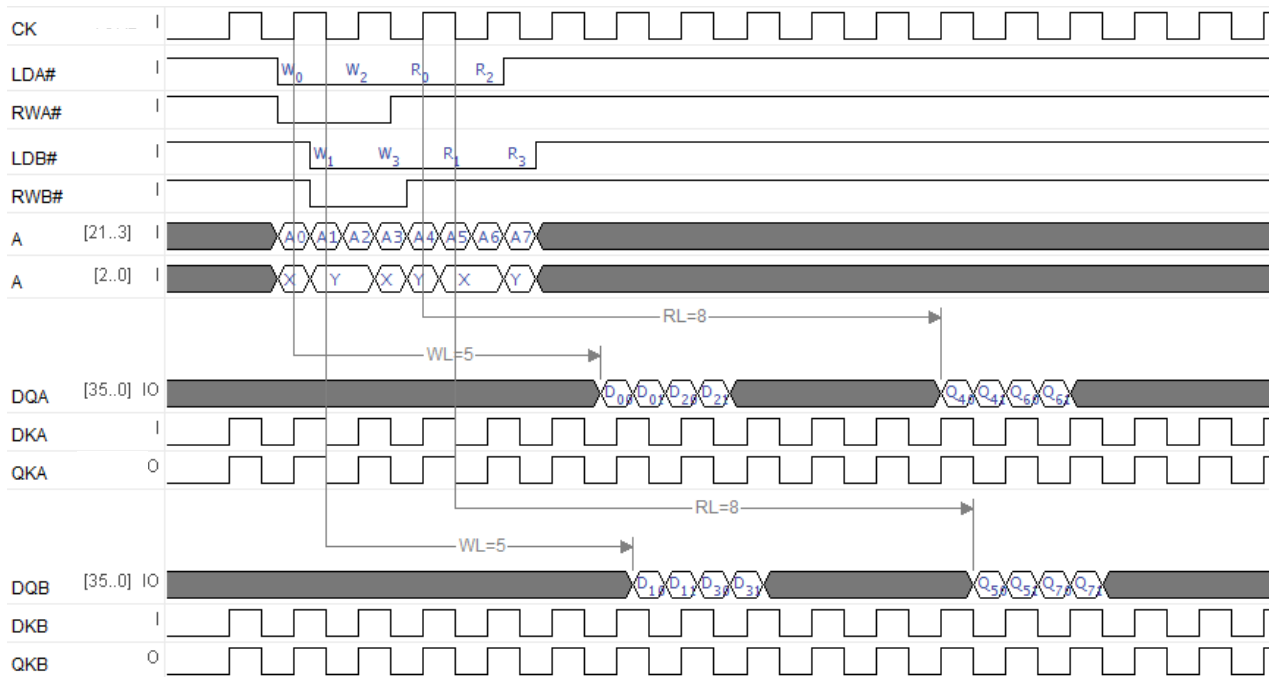 CK I
LDA# I W0 W2 R0 R2
RWA# I
LDB# I W1 W3 R1 R3
RWB# I
A [21..3] I A0 A1 A2 A3 A4 A5 A6 A7
A [2..0] I X Y X Y X Y
RL=8
WL=5
DQA [35..0] IO D00 D01 D20 D21 Q40 Q41 Q60 Q61
DKA I
QKA O
RL=8
WL=5
DQB [35..0] IO D10 D11 D30 D31 Q50 Q51 Q70 Q71
DKB I
QKB O